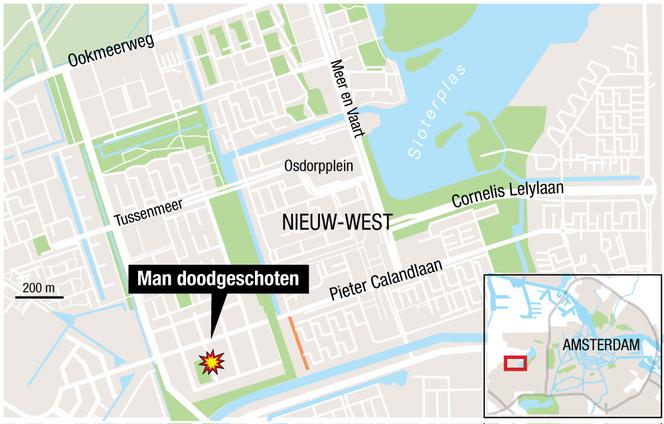 Ookmeerweg
Meer en Vaart
Sloterplas
Osdorpplein
Cornelis Lelylaan
Tussenmeer
NIEUW-WEST
Man doodgeschoten
Pieter Calandlaan
200 m
AMSTERDAM